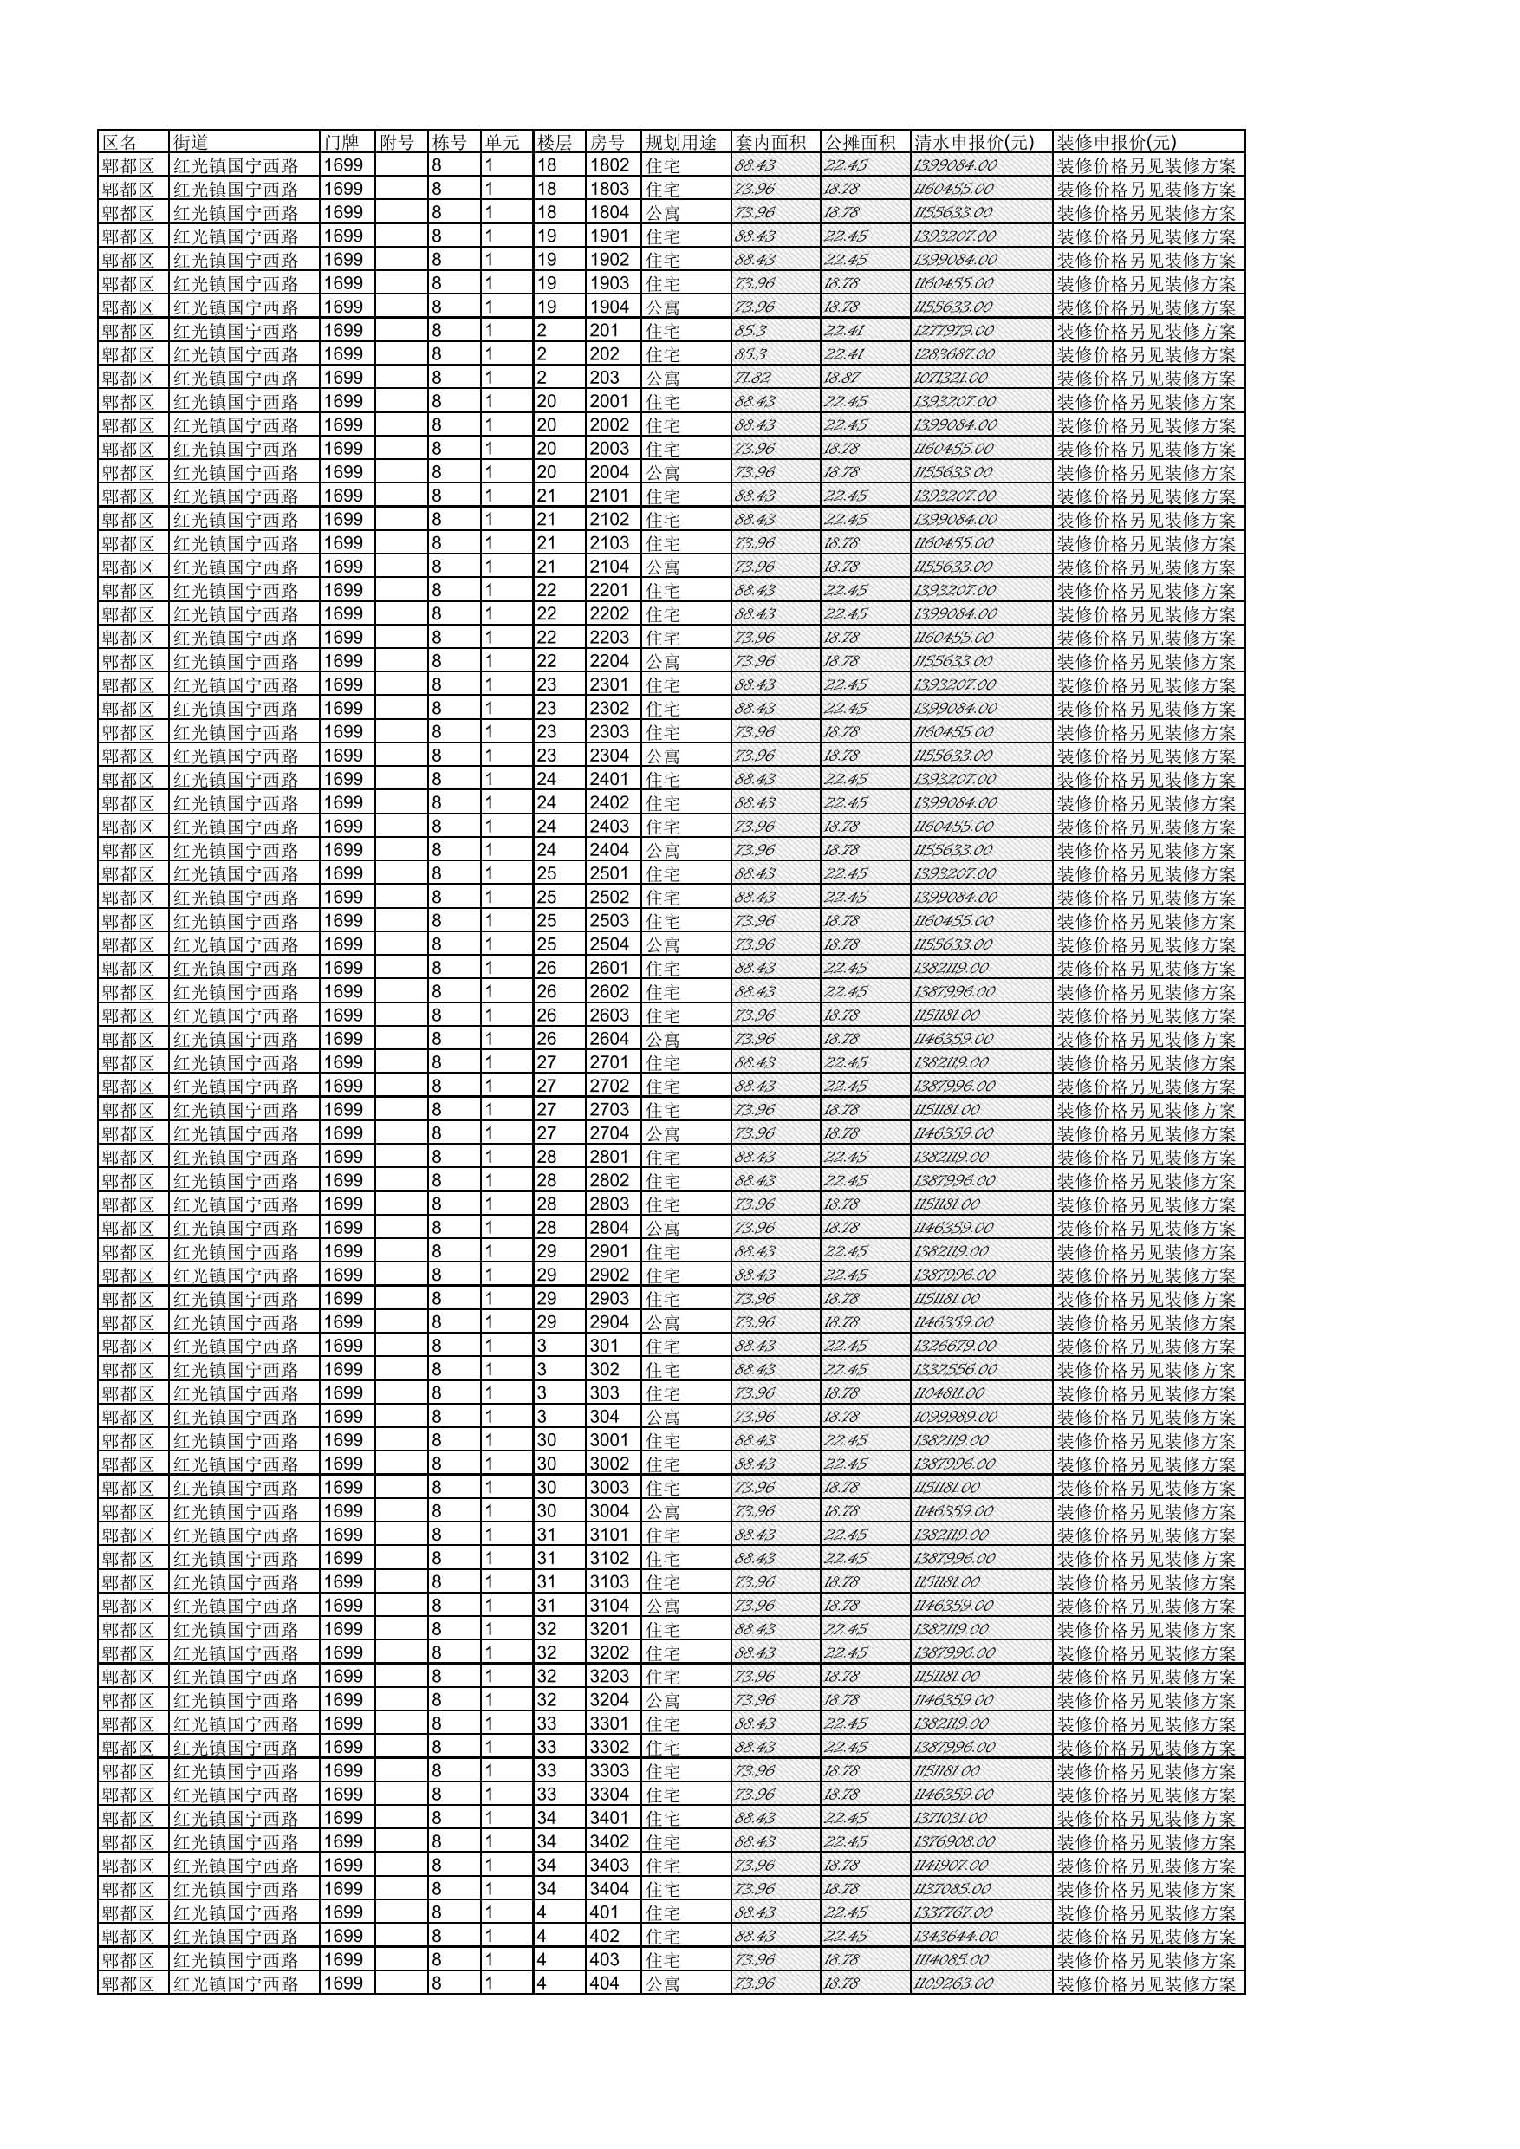 区名 街道 门牌 附号 栋号 单元 楼层 房号 规划用途 套内面积 公摊面积 清水申报价(元) 装修申报价(元)
郫都区 红光镇国宁西路 1699 8 1 18 1802 住宅 88.43 22.45 1399084.00 装修价格另见装修方案
郫都区 红光镇国宁西路 1699 8 1 18 1803 住宅 73.96 18.78 1160455.00 装修价格另见装修方案
郫都区 红光镇国宁西路 1699 8 1 18 1804 公寓 73.96 18.78 1155633.00 装修价格另见装修方案
郫都区 红光镇国宁西路 1699 8 1 19 1901 住宅 88.43 22.45 1393207.00 装修价格另见装修方案
郫都区 红光镇国宁西路 1699 8 1 19 1902 住宅 88.43 22.45 1399084.00 装修价格另见装修方案
郫都区 红光镇国宁西路 1699 8 1 19 1903 住宅 73.96 18.78 1160455.00 装修价格另见装修方案
郫都区 红光镇国宁西路 1699 8 1 19 1904 公寓 73.96 18.78 1155633.00 装修价格另见装修方案
郫都区 红光镇国宁西路 1699 8 1 2 201 住宅 85.3 22.41 1277979.00 装修价格另见装修方案
郫都区 红光镇国宁西路 1699 8 1 2 202 住宅 85.3 22.41 1283687.00 装修价格另见装修方案
郫都区 红光镇国宁西路 1699 8 1 2 203 公寓 71.82 18.87 1071321.00 装修价格另见装修方案
郫都区 红光镇国宁西路 1699 8 1 20 2001 住宅 88.43 22.45 1393207.00 装修价格另见装修方案
郫都区 红光镇国宁西路 1699 8 1 20 2002 住宅 88.43 22.45 1399084.00 装修价格另见装修方案
郫都区 红光镇国宁西路 1699 8 1 20 2003 住宅 73.96 18.78 1160455.00 装修价格另见装修方案
郫都区 红光镇国宁西路 1699 8 1 20 2004 公寓 73.96 18.78 1155633.00 装修价格另见装修方案
郫都区 红光镇国宁西路 1699 8 1 21 2101 住宅 88.43 22.45 1393207.00 装修价格另见装修方案
郫都区 红光镇国宁西路 1699 8 1 21 2102 住宅 88.43 22.45 1399084.00 装修价格另见装修方案
郫都区 红光镇国宁西路 1699 8 1 21 2103 住宅 73.96 18.78 1160455.00 装修价格另见装修方案
郫都区 红光镇国宁西路 1699 8 1 21 2104 公寓 73.96 18.78 1155633.00 装修价格另见装修方案
郫都区 红光镇国宁西路 1699 8 1 22 2201 住宅 88.43 22.45 1393207.00 装修价格另见装修方案
郫都区 红光镇国宁西路 1699 8 1 22 2202 住宅 88.43 22.45 1399084.00 装修价格另见装修方案
郫都区 红光镇国宁西路 1699 8 1 22 2203 住宅 73.96 18.78 1160455.00 装修价格另见装修方案
郫都区 红光镇国宁西路 1699 8 1 22 2204 公寓 73.96 18.78 1155633.00 装修价格另见装修方案
郫都区 红光镇国宁西路 1699 8 1 23 2301 住宅 88.43 22.45 1393207.00 装修价格另见装修方案
郫都区 红光镇国宁西路 1699 8 1 23 2302 住宅 88.43 22.45 1399084.00 装修价格另见装修方案
郫都区 红光镇国宁西路 1699 8 1 23 2303 住宅 73.96 18.78 1160455.00 装修价格另见装修方案
郫都区 红光镇国宁西路 1699 8 1 23 2304 公寓 73.96 18.78 1155633.00 装修价格另见装修方案
郫都区 红光镇国宁西路 1699 8 1 24 2401 住宅 88.43 22.45 1393207.00 装修价格另见装修方案
郫都区 红光镇国宁西路 1699 8 1 24 2402 住宅 88.43 22.45 1399084.00 装修价格另见装修方案
郫都区 红光镇国宁西路 1699 8 1 24 2403 住宅 73.96 18.78 1160455.00 装修价格另见装修方案
郫都区 红光镇国宁西路 1699 8 1 24 2404 公寓 73.96 18.78 1155633.00 装修价格另见装修方案
郫都区 红光镇国宁西路 1699 8 1 25 2501 住宅 88.43 22.45 1393207.00 装修价格另见装修方案
郫都区 红光镇国宁西路 1699 8 1 25 2502 住宅 88.43 22.45 1399084.00 装修价格另见装修方案
郫都区 红光镇国宁西路 1699 8 1 25 2503 住宅 73.96 18.78 1160455.00 装修价格另见装修方案
郫都区 红光镇国宁西路 1699 8 1 25 2504 公寓 73.96 18.78 1155633.00 装修价格另见装修方案
郫都区 红光镇国宁西路 1699 8 1 26 2601 住宅 88.43 22.45 1382119.00 装修价格另见装修方案
郫都区 红光镇国宁西路 1699 8 1 26 2602 住宅 88.43 22.45 1387996.00 装修价格另见装修方案
郫都区 红光镇国宁西路 1699 8 1 26 2603 住宅 73.96 18.78 1151181.00 装修价格另见装修方案
郫都区 红光镇国宁西路 1699 8 1 26 2604 公寓 73.96 18.78 1146359.00 装修价格另见装修方案
郫都区 红光镇国宁西路 1699 8 1 27 2701 住宅 88.43 22.45 1382119.00 装修价格另见装修方案
郫都区 红光镇国宁西路 1699 8 1 27 2702 住宅 88.43 22.45 1387996.00 装修价格另见装修方案
郫都区 红光镇国宁西路 1699 8 1 27 2703 住宅 73.96 18.78 1151181.00 装修价格另见装修方案
郫都区 红光镇国宁西路 1699 8 1 27 2704 公寓 73.96 18.78 1146359.00 装修价格另见装修方案
郫都区 红光镇国宁西路 1699 8 1 28 2801 住宅 88.43 22.45 1382119.00 装修价格另见装修方案
郫都区 红光镇国宁西路 1699 8 1 28 2802 住宅 88.43 22.45 1387996.00 装修价格另见装修方案
郫都区 红光镇国宁西路 1699 8 1 28 2803 住宅 73.96 18.78 1151181.00 装修价格另见装修方案
郫都区 红光镇国宁西路 1699 8 1 28 2804 公寓 73.96 18.78 1146359.00 装修价格另见装修方案
郫都区 红光镇国宁西路 1699 8 1 29 2901 住宅 88.43 22.45 1382119.00 装修价格另见装修方案
郫都区 红光镇国宁西路 1699 8 1 29 2902 住宅 88.43 22.45 1387996.00 装修价格另见装修方案
郫都区 红光镇国宁西路 1699 8 1 29 2903 住宅 73.96 18.78 1151181.00 装修价格另见装修方案
郫都区 红光镇国宁西路 1699 8 1 29 2904 公寓 73.96 18.78 1146359.00 装修价格另见装修方案
郫都区 红光镇国宁西路 1699 8 1 3 301 住宅 88.43 22.45 1326679.00 装修价格另见装修方案
郫都区 红光镇国宁西路 1699 8 1 3 302 住宅 88.43 22.45 1332556.00 装修价格另见装修方案
郫都区 红光镇国宁西路 1699 8 1 3 303 住宅 73.96 18.78 1104811.00 装修价格另见装修方案
郫都区 红光镇国宁西路 1699 8 1 3 304 公寓 73.96 18.78 1099989.00 装修价格另见装修方案
郫都区 红光镇国宁西路 1699 8 1 30 3001 住宅 88.43 22.45 1382119.00 装修价格另见装修方案
郫都区 红光镇国宁西路 1699 8 1 30 3002 住宅 88.43 22.45 1387996.00 装修价格另见装修方案
郫都区 红光镇国宁西路 1699 8 1 30 3003 住宅 73.96 18.78 1151181.00 装修价格另见装修方案
郫都区 红光镇国宁西路 1699 8 1 30 3004 公寓 73.96 18.78 1146359.00 装修价格另见装修方案
郫都区 红光镇国宁西路 1699 8 1 31 3101 住宅 88.43 22.45 1382119.00 装修价格另见装修方案
郫都区 红光镇国宁西路 1699 8 1 31 3102 住宅 88.43 22.45 1387996.00 装修价格另见装修方案
郫都区 红光镇国宁西路 1699 8 1 31 3103 住宅 73.96 18.78 1151181.00 装修价格另见装修方案
郫都区 红光镇国宁西路 1699 8 1 31 3104 公寓 73.96 18.78 1146359.00 装修价格另见装修方案
郫都区 红光镇国宁西路 1699 8 1 32 3201 住宅 88.43 22.45 1382119.00 装修价格另见装修方案
郫都区 红光镇国宁西路 1699 8 1 32 3202 住宅 88.43 22.45 1387996.00 装修价格另见装修方案
郫都区 红光镇国宁西路 1699 8 1 32 3203 住宅 73.96 18.78 1151181.00 装修价格另见装修方案
郫都区 红光镇国宁西路 1699 8 1 32 3204 公寓 73.96 18.78 1146359.00 装修价格另见装修方案
郫都区 红光镇国宁西路 1699 8 1 33 3301 住宅 88.43 22.45 1382119.00 装修价格另见装修方案
郫都区 红光镇国宁西路 1699 8 1 33 3302 住宅 88.43 22.45 1387996.00 装修价格另见装修方案
郫都区 红光镇国宁西路 1699 8 1 33 3303 住宅 73.96 18.78 1151181.00 装修价格另见装修方案
郫都区 红光镇国宁西路 1699 8 1 33 3304 住宅 73.96 18.78 1146359.00 装修价格另见装修方案
郫都区 红光镇国宁西路 1699 8 1 34 3401 住宅 88.43 22.45 1371031.00 装修价格另见装修方案
郫都区 红光镇国宁西路 1699 8 1 34 3402 住宅 88.43 22.45 1376908.00 装修价格另见装修方案
郫都区 红光镇国宁西路 1699 8 1 34 3403 住宅 73.96 18.78 1141907.00 装修价格另见装修方案
郫都区 红光镇国宁西路 1699 8 1 34 3404 住宅 73.96 18.78 1137085.00 装修价格另见装修方案
郫都区 红光镇国宁西路 1699 8 1 4 401 住宅 88.43 22.45 1337767.00 装修价格另见装修方案
郫都区 红光镇国宁西路 1699 8 1 4 402 住宅 88.43 22.45 1343644.00 装修价格另见装修方案
郫都区 红光镇国宁西路 1699 8 1 4 403 住宅 73.96 18.78 1114085.00 装修价格另见装修方案
郫都区 红光镇国宁西路 1699 8 1 4 404 公寓 73.96 18.78 1109263.00 装修价格另见装修方案